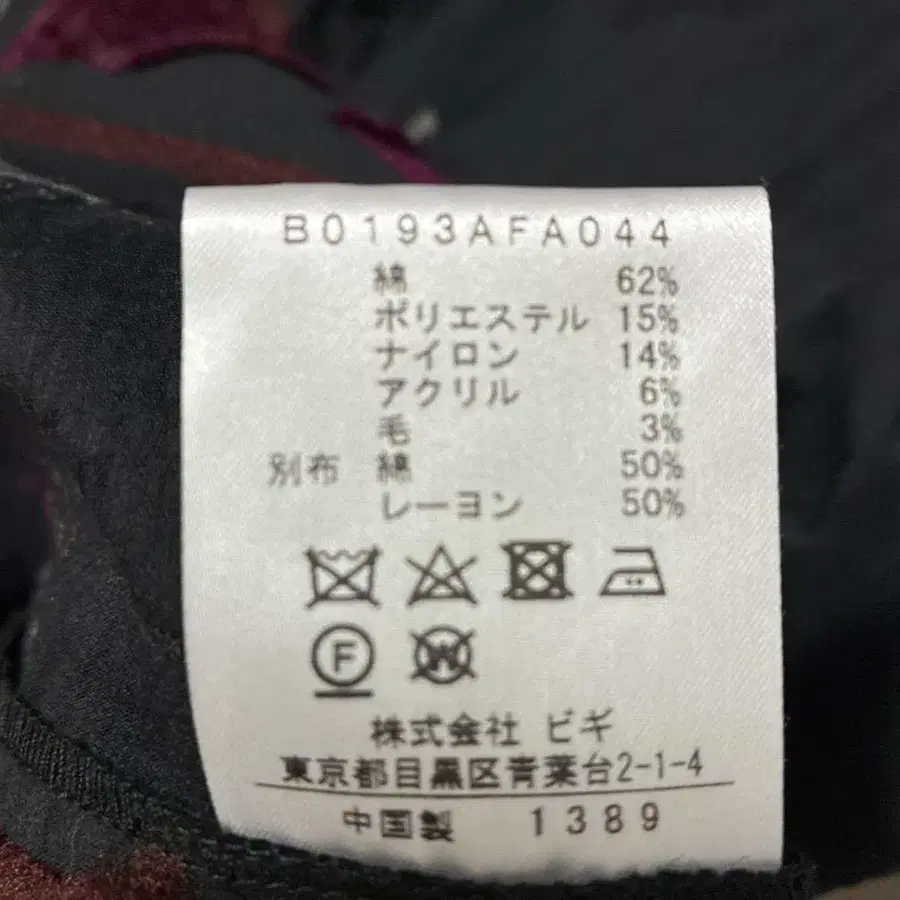 B0193AFA044
綿 62%
ポリエステル 15%
ナイロン 14%
アクリル 6%
毛 3%
別布 綿 50%
レーヨン 50%
F W
株式会社 ビギ
東京都目黒区青葉台2-1-4
中国製 1389